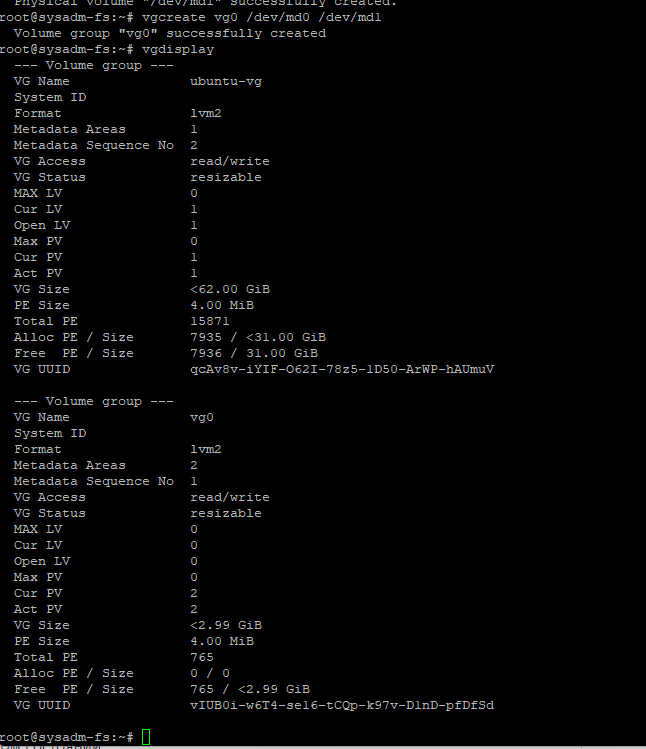 Physical volume "/dev/md1" successfully created.
root@sysadm-fs:~# vgcreate vg0 /dev/md0 /dev/md1
  Volume group "vg0" successfully created
root@sysadm-fs:~# vgdisplay
  --- Volume group ---
  VG Name               ubuntu-vg
  System ID
  Format                lvm2
  Metadata Areas        1
  Metadata Sequence No  2
  VG Access             read/write
  VG Status             resizable
  MAX LV                0
  Cur LV                1
  Open LV               1
  Max PV                0
  Cur PV                1
  Act PV                1
  VG Size               <62.00 GiB
  PE Size               4.00 MiB
  Total PE              15871
  Alloc PE / Size       7935 / <31.00 GiB
  Free  PE / Size       7936 / 31.00 GiB
  VG UUID               qcAv8v-iYIF-O62I-78z5-1D50-ArWP-hAUmuV

  --- Volume group ---
  VG Name               vg0
  System ID
  Format                lvm2
  Metadata Areas        2
  Metadata Sequence No  1
  VG Access             read/write
  VG Status             resizable
  MAX LV                0
  Cur LV                0
  Open LV               0
  Max PV                0
  Cur PV                2
  Act PV                2
  VG Size               <2.99 GiB
  PE Size               4.00 MiB
  Total PE              765
  Alloc PE / Size       0 / 0
  Free  PE / Size       765 / <2.99 GiB
  VG UUID               vIUB0i-w6T4-sel6-tCQp-k97v-D1nD-pfDfSd

root@sysadm-fs:~#